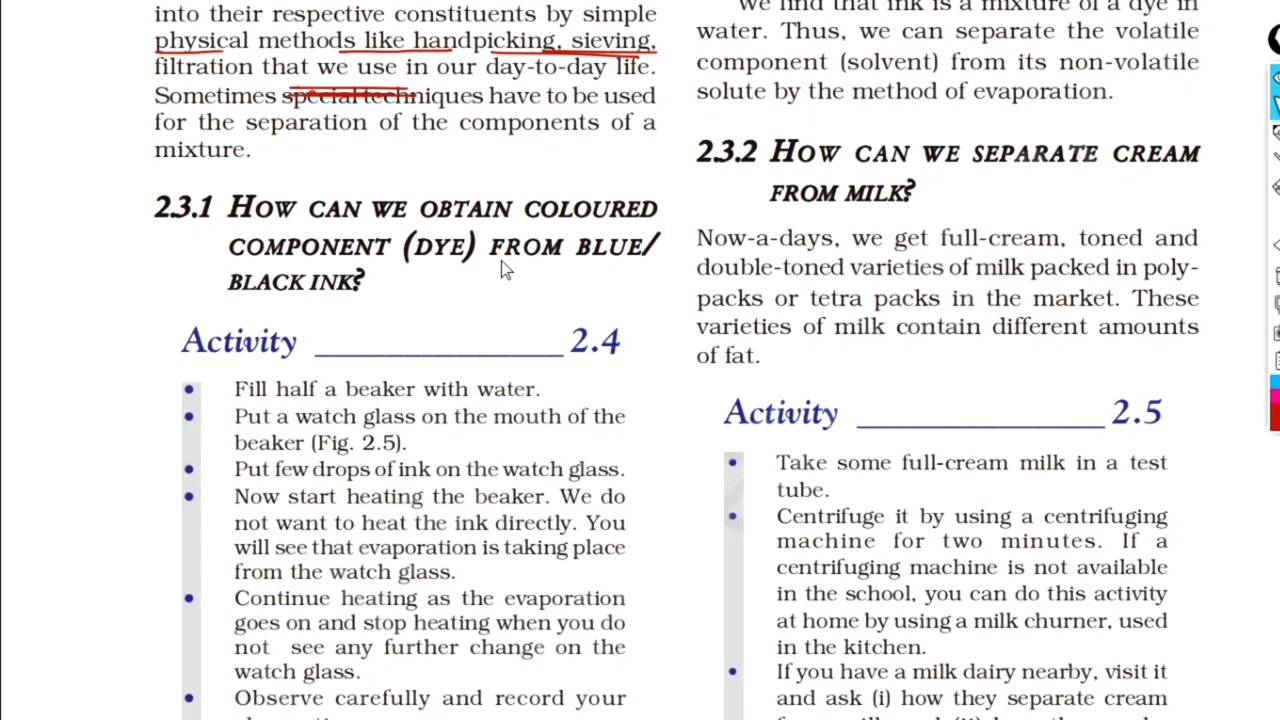 into their respective constituents by simple
physical methods like handpicking, sieving,
filtration that we use in our day-to-day life.
Sometimes special techniques have to be used
for the separation of the components of a
mixture.
2.3.1 HOW CAN WE OBTAIN COLOURED
COMPONENT (DYE) FROM BLUE/
BLACK INK?
Activity ________________ 2.4
• Fill half a beaker with water.
• Put a watch glass on the mouth of the
beaker (Fig. 2.5).
• Put few drops of ink on the watch glass.
• Now start heating the beaker. We do
not want to heat the ink directly. You
will see that evaporation is taking place
from the watch glass.
• Continue heating as the evaporation
goes on and stop heating when you do
not see any further change on the
watch glass.
• Observe carefully and record your
We find that ink is a mixture of a dye in
water. Thus, we can separate the volatile
component (solvent) from its non-volatile
solute by the method of evaporation.
2.3.2 HOW CAN WE SEPARATE CREAM
FROM MILK?
Now-a-days, we get full-cream, toned and
double-toned varieties of milk packed in poly-
packs or tetra packs in the market. These
varieties of milk contain different amounts
of fat.
Activity ________________ 2.5
• Take some full-cream milk in a test
tube.
• Centrifuge it by using a centrifuging
machine for two minutes. If a
centrifuging machine is not available
in the school, you can do this activity
at home by using a milk churner, used
in the kitchen.
• If you have a milk dairy nearby, visit it
and ask (i) how they separate cream